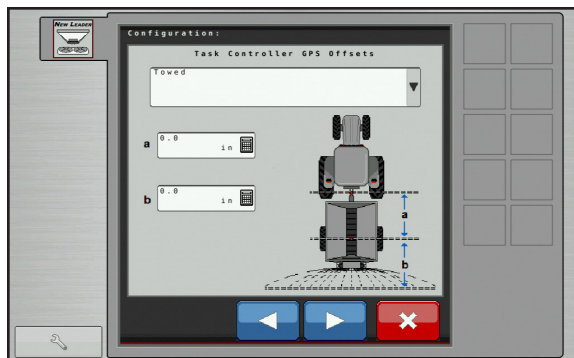 NEW LEADER
Configuration:
Task Controller GPS Offsets
Towed
a
0.0
in
b
0.0
in
a
b